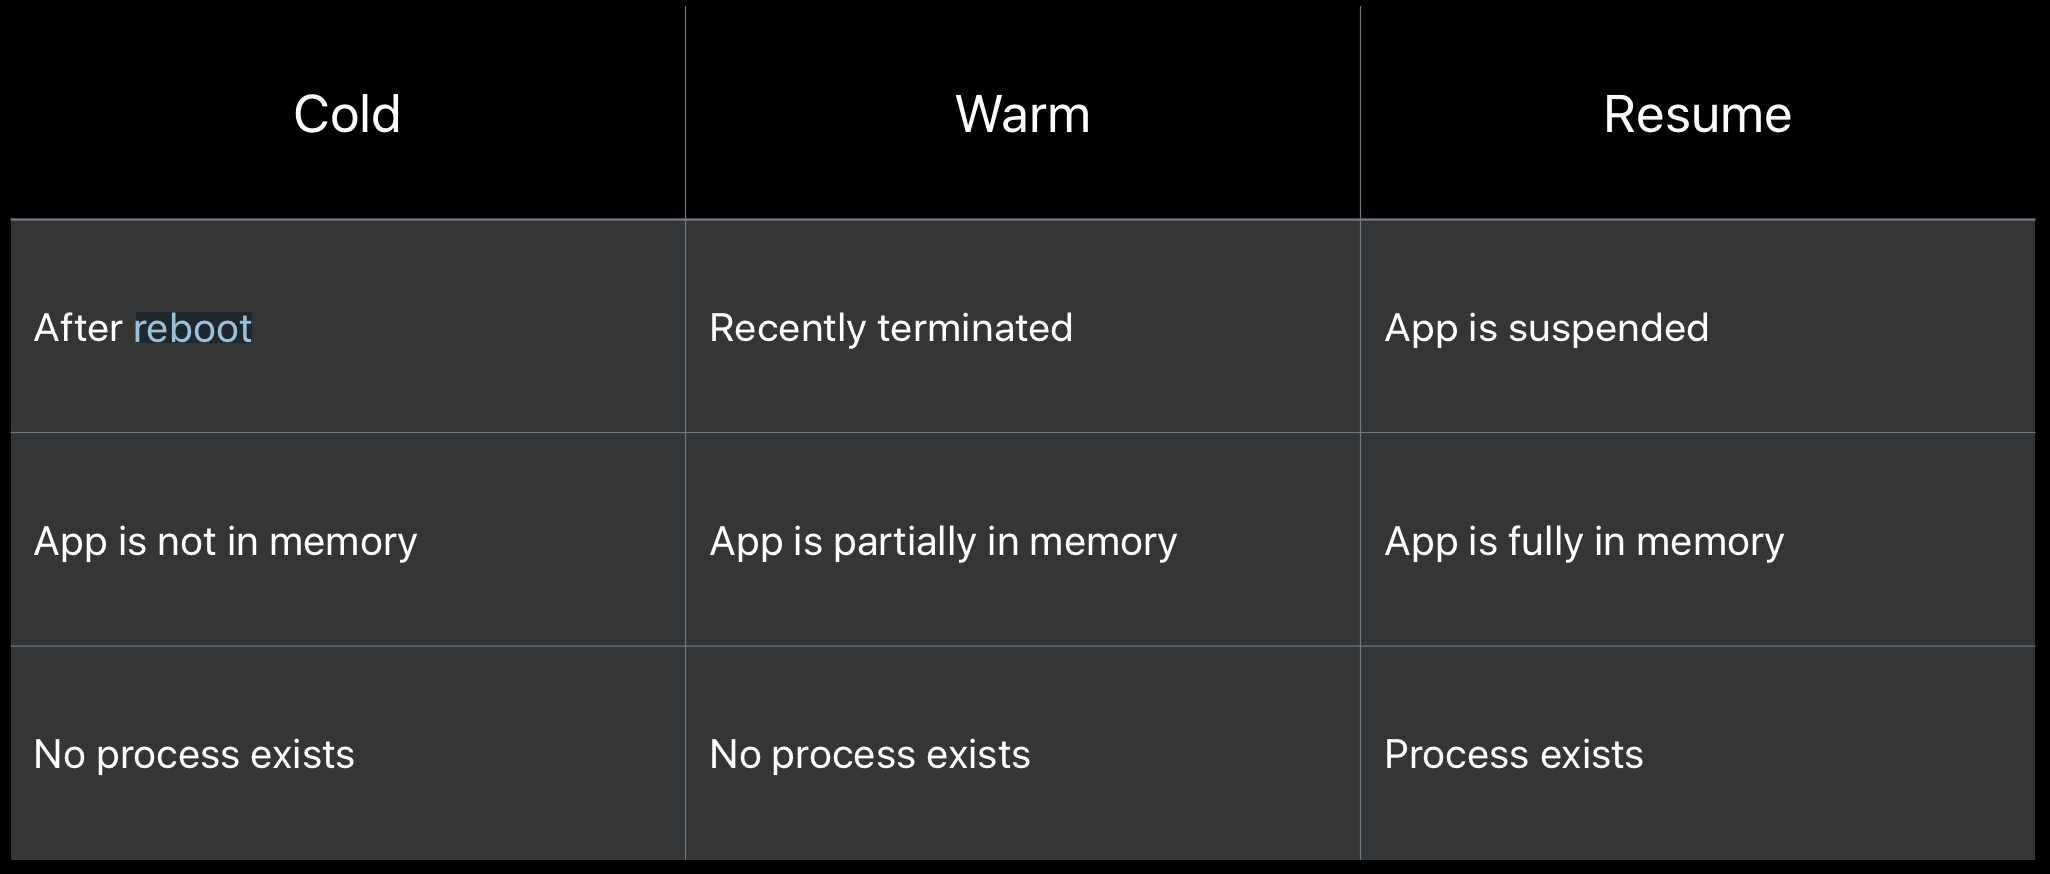 Cold
Warm
Resume
After reboot
Recently terminated
App is suspended
App is not in memory
App is partially in memory
App is fully in memory
No process exists
No process exists
Process exists